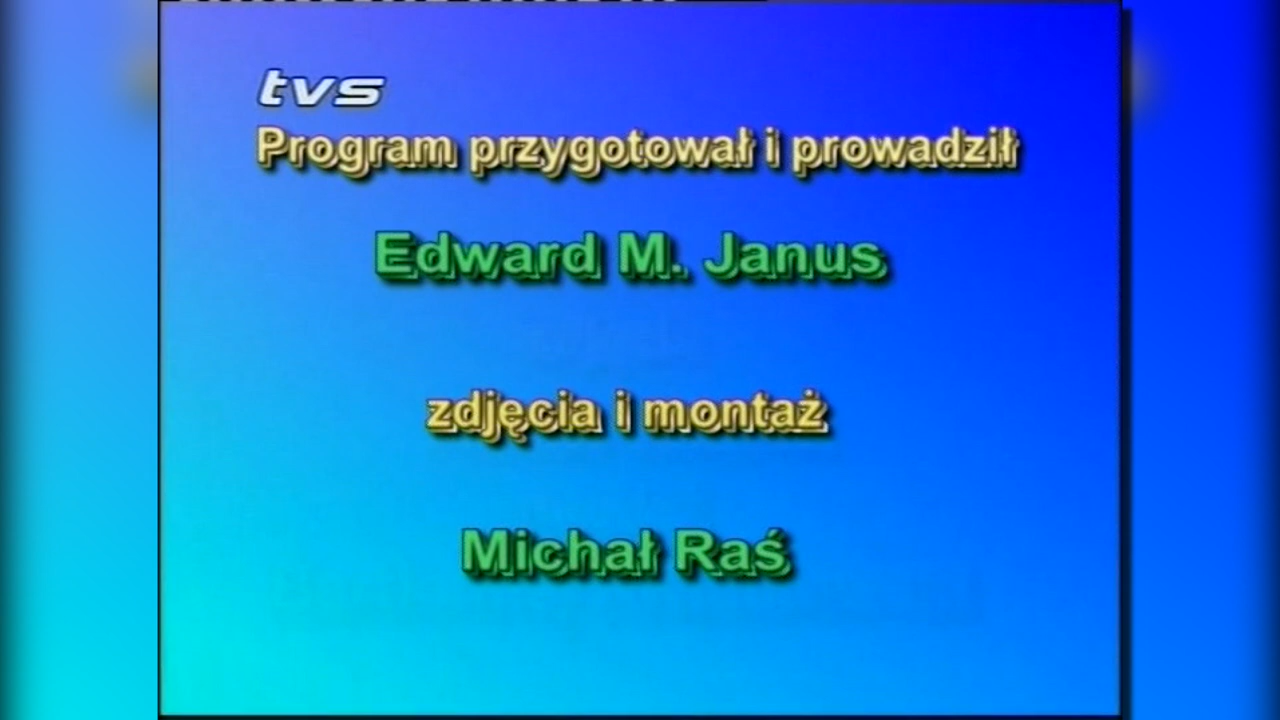 tvs
Program przygotował i prowadził
Edward M. Janus
zdjęcia i montaż
Michał Raś